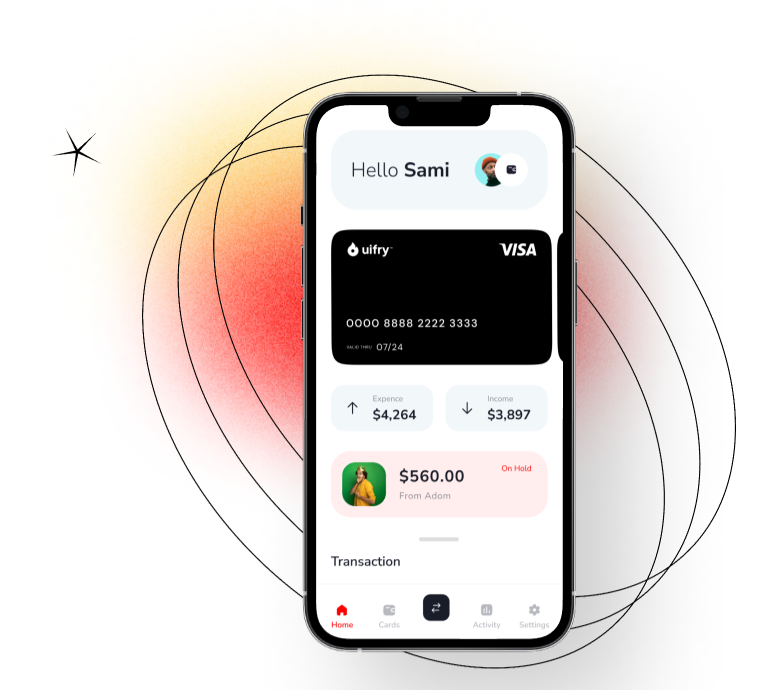 Hello Sami
uifry™
VISA
0000 8888 2222 3333
VALID THRU 07/24
Expence
$4,264
Income
$3,897
$560.00
On Hold
From Adom
Transaction
Home
Cards
Activity
Settings